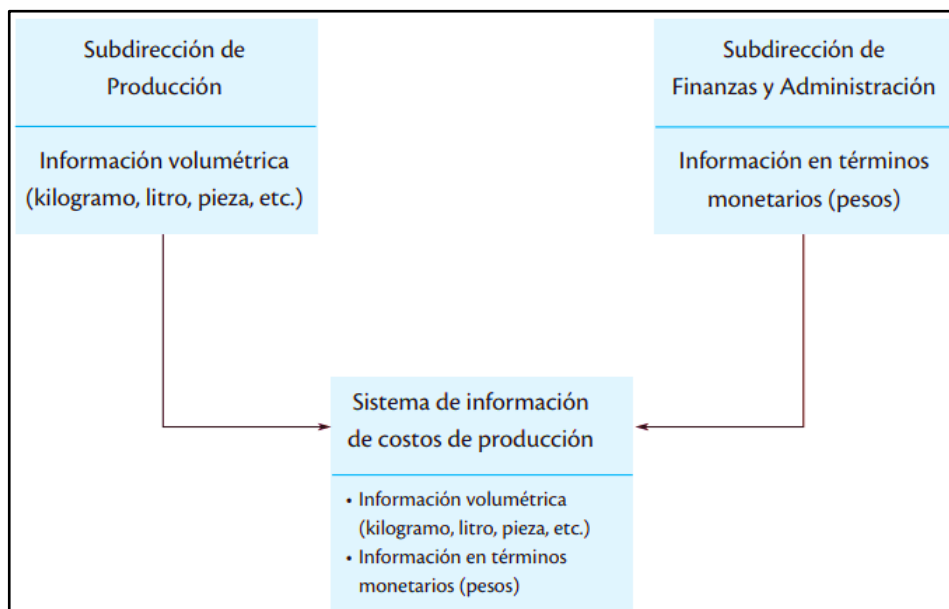 Subdirección de
Producción
Información volumétrica
(kilogramo, litro, pieza, etc.)
Subdirección de
Finanzas y Administración
Información en términos
monetarios (pesos)
Sistema de información
de costos de producción
• Información volumétrica
(kilogramo, litro, pieza, etc.)
• Información en términos
monetarios (pesos)